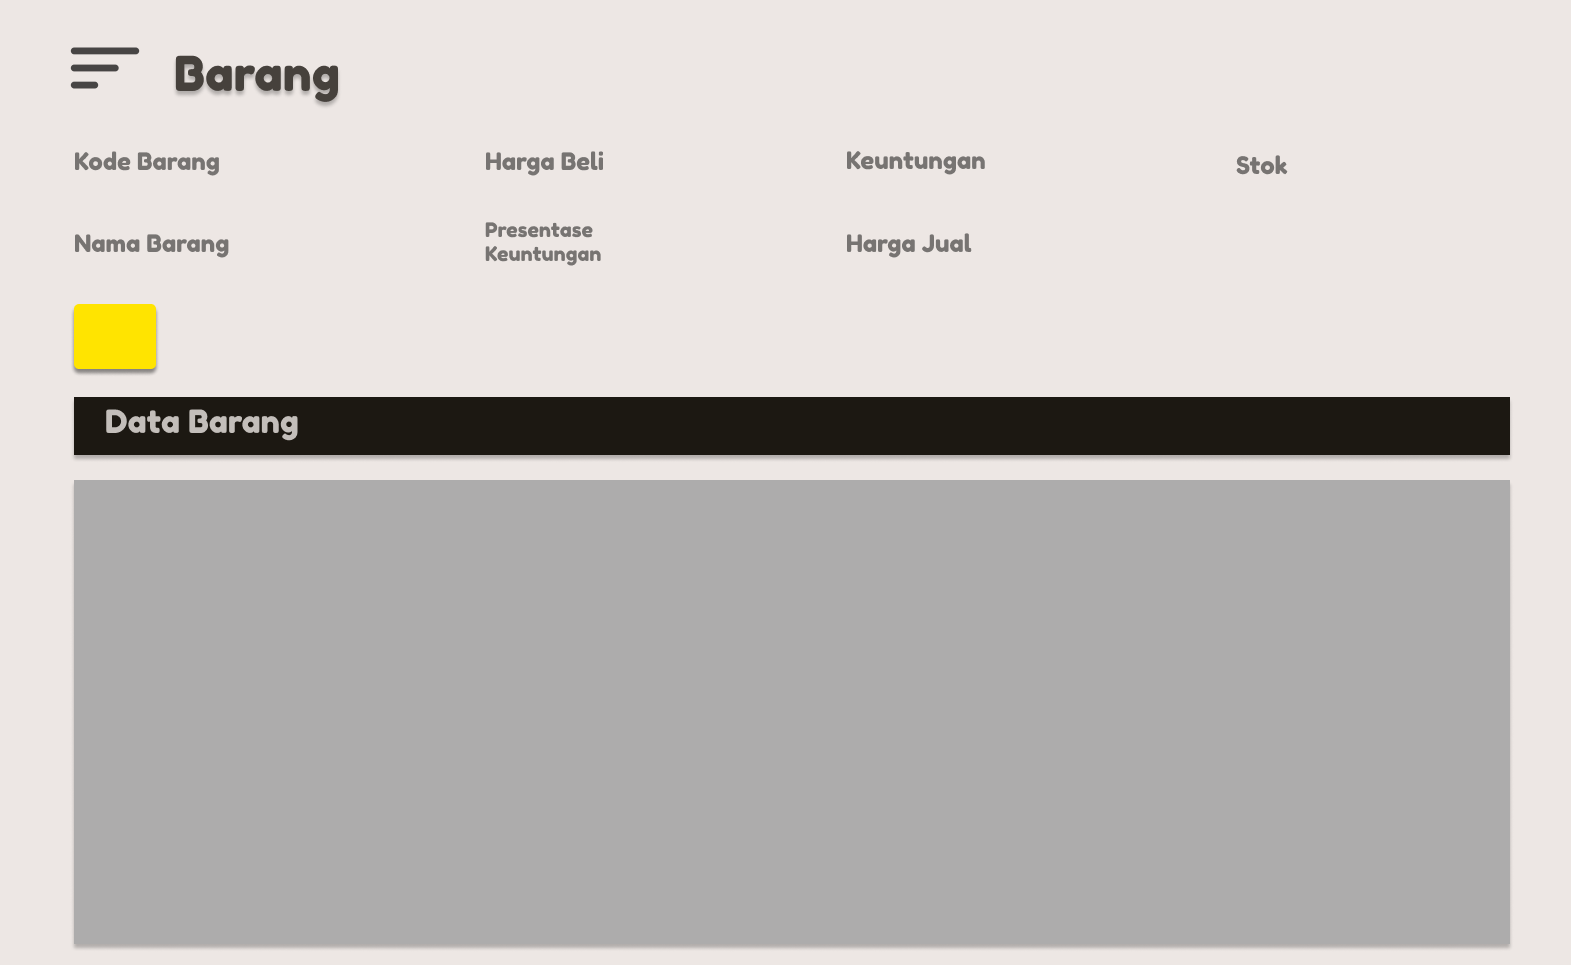 Barang
Kode Barang
Harga Beli
Keuntungan
Stok
Nama Barang
Presentase
Keuntungan
Harga Jual
Data Barang